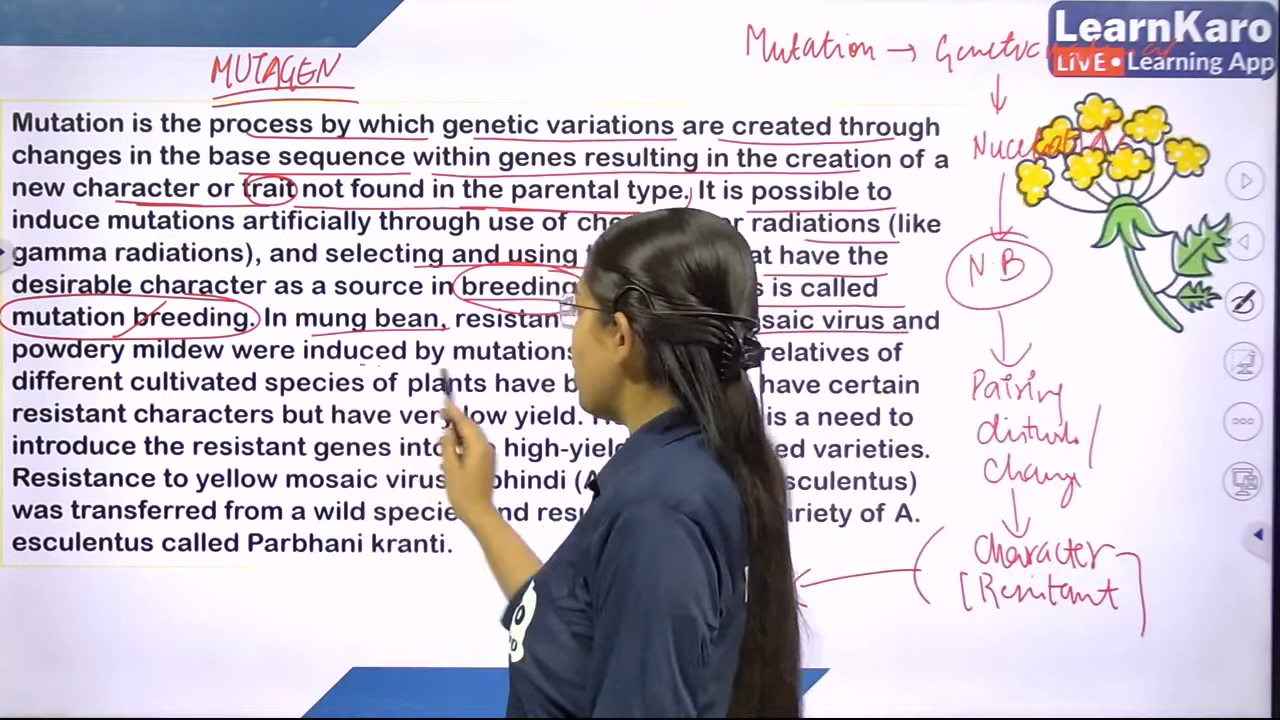 LearnKaro
LIVE • Learning App
MUTAGEN
Mutation → Genetic
Mutation is the process by which genetic variations are created through
changes in the base sequence within genes resulting in the creation of a
new character or trait not found in the parental type. It is possible to
induce mutations artificially through use of r radiations (like
gamma radiations), and selecting and using at have the
desirable character as a source in breeding s is called
mutation breeding. In mung bean, resistan saic virus and
powdery mildew were induced by mutations relatives of
different cultivated species of plants have b have certain
resistant characters but have very low yield. is a need to
introduce the resistant genes into high-yiel ed varieties.
Resistance to yellow mosaic virus bhindi (A sculentus)
was transferred from a wild specie nd resu riety of A.
esculentus called Parbhani kranti.
N.B
Pairing
disturb /
Change
Character
[Resistant